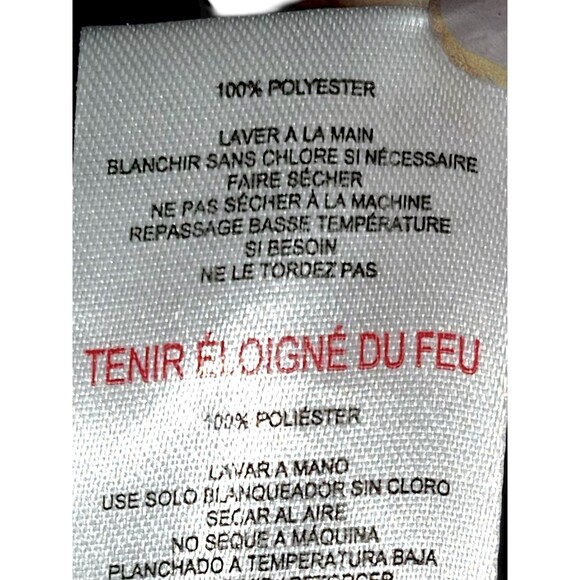 100% POLYESTER
LAVER A LA MAIN
BLANCHIR SANS CHLORE SI NÉCESSAIRE
FAIRE SÉCHER
NE PAS SÉCHER À LA MACHINE
REPASSAGE BASSE TEMPÉRATURE
SI BESOIN
NE LE TORDEZ PAS
TENIR ÉLOIGNÉ DU FEU
100% POLIÉSTER
LAVAR A MANO
USE SOLO BLANQUEADOR SIN CLORO
SECAR AL AIRE
NO SEQUE A MÁQUINA
PLANCHADO A TEMPERATURA BAJA